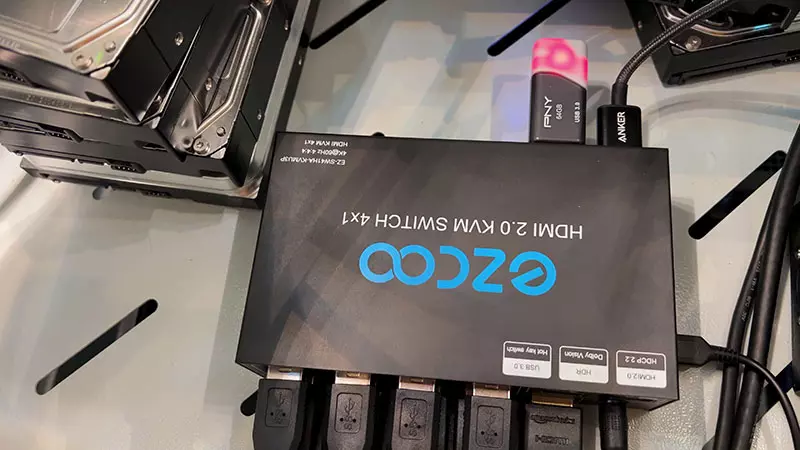 ezcoo
HDMI 2.0 KVM SWITCH 4x1
EZ-SW41HA-KVMU3P
4K@60Hz 4:4:4
HDMI KVM 4x1
HDMI2.0
HDCP 2.2
HDR
Dolby Vision
USB 3.0
Hot key switch
PNY
64GB
USB 3.0
ANKER